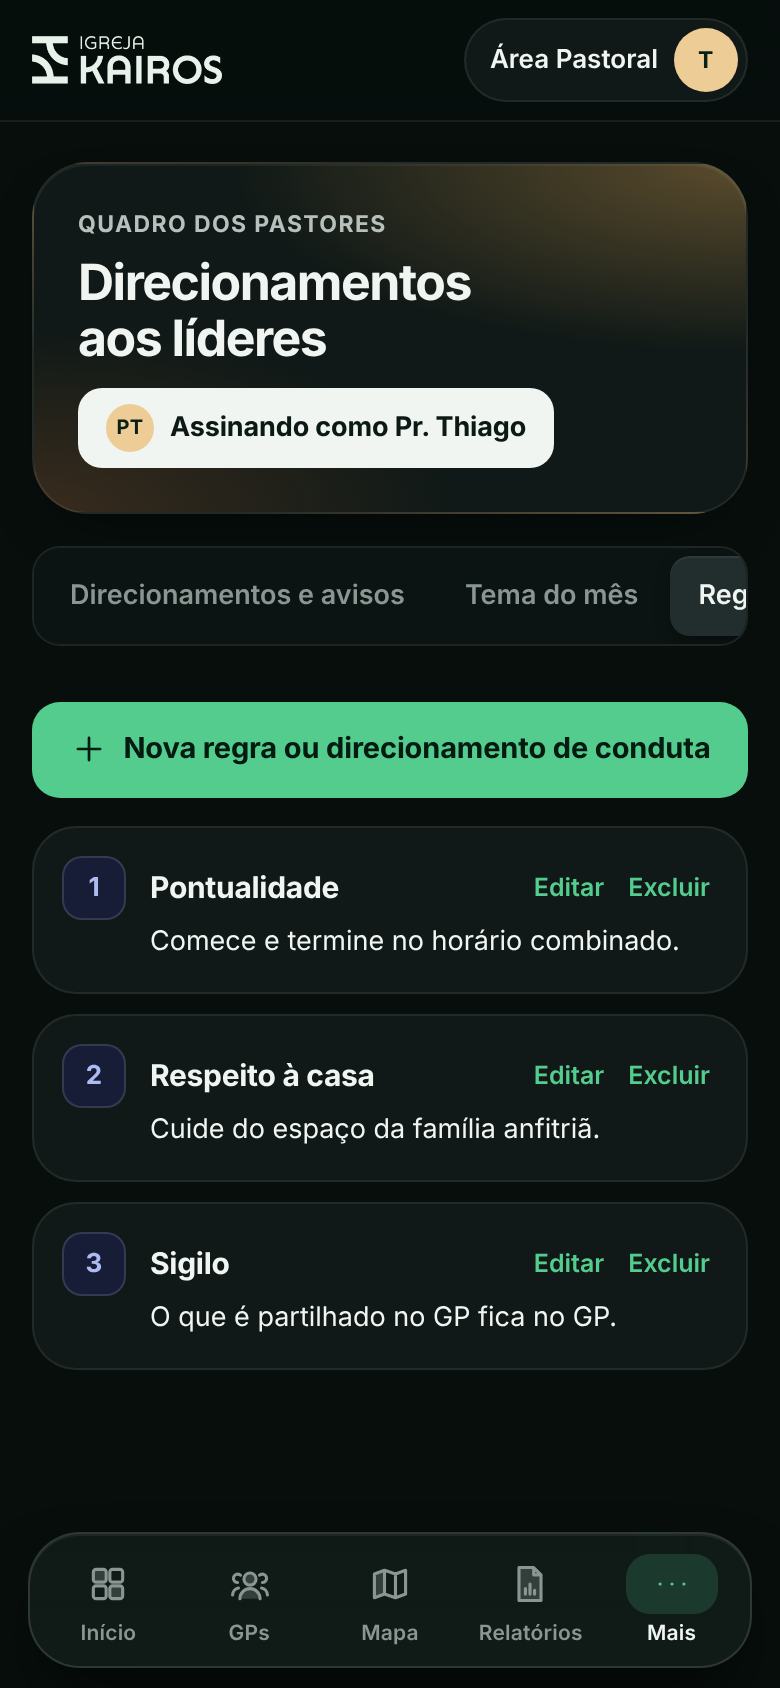 IGREJA
KAIROS
Área Pastoral
T
QUADRO DOS PASTORES
Direcionamentos
aos líderes
PT
Assinando como Pr. Thiago
Direcionamentos e avisos
Tema do mês
Reg
Nova regra ou direcionamento de conduta
1
Pontualidade
Editar
Excluir
Comece e termine no horário combinado.
2
Respeito à casa
Editar
Excluir
Cuide do espaço da família anfitriã.
3
Sigilo
Editar
Excluir
O que é partilhado no GP fica no GP.
Início
GPs
Mapa
Relatórios
Mais